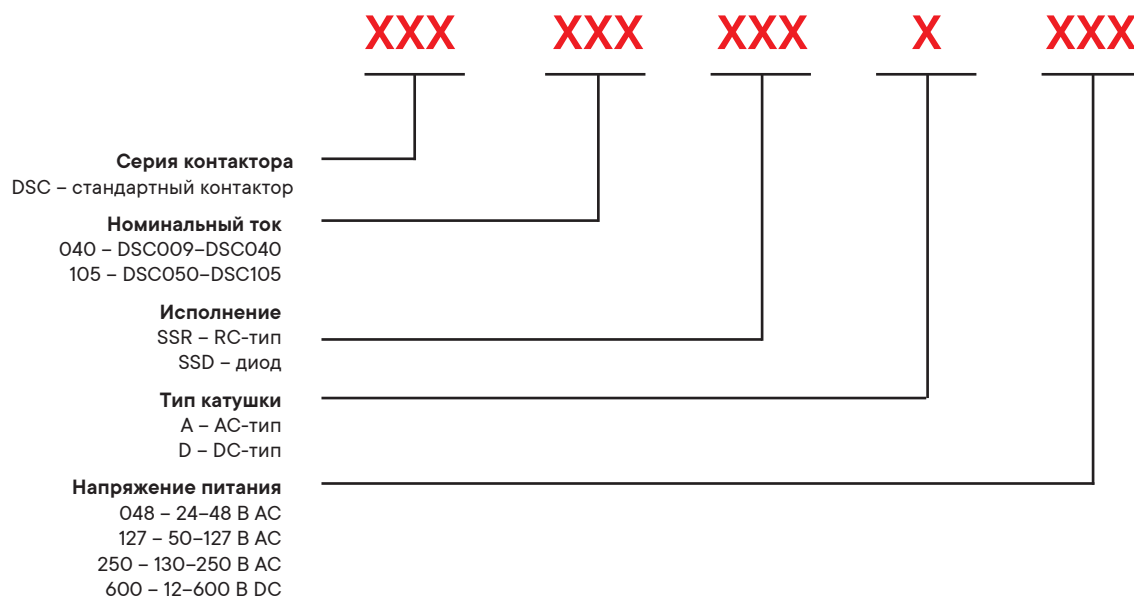 XXX XXX XXX X XXX
Серия контактора
DSC – стандартный контактор
Номинальный ток
040 – DSC009–DSC040
105 – DSC050–DSC105
Исполнение
SSR – RC-тип
SSD – диод
Тип катушки
A – AC-тип
D – DC-тип
Напряжение питания
048 – 24–48 В AC
127 – 50–127 В AC
250 – 130–250 В AC
600 – 12–600 В DC